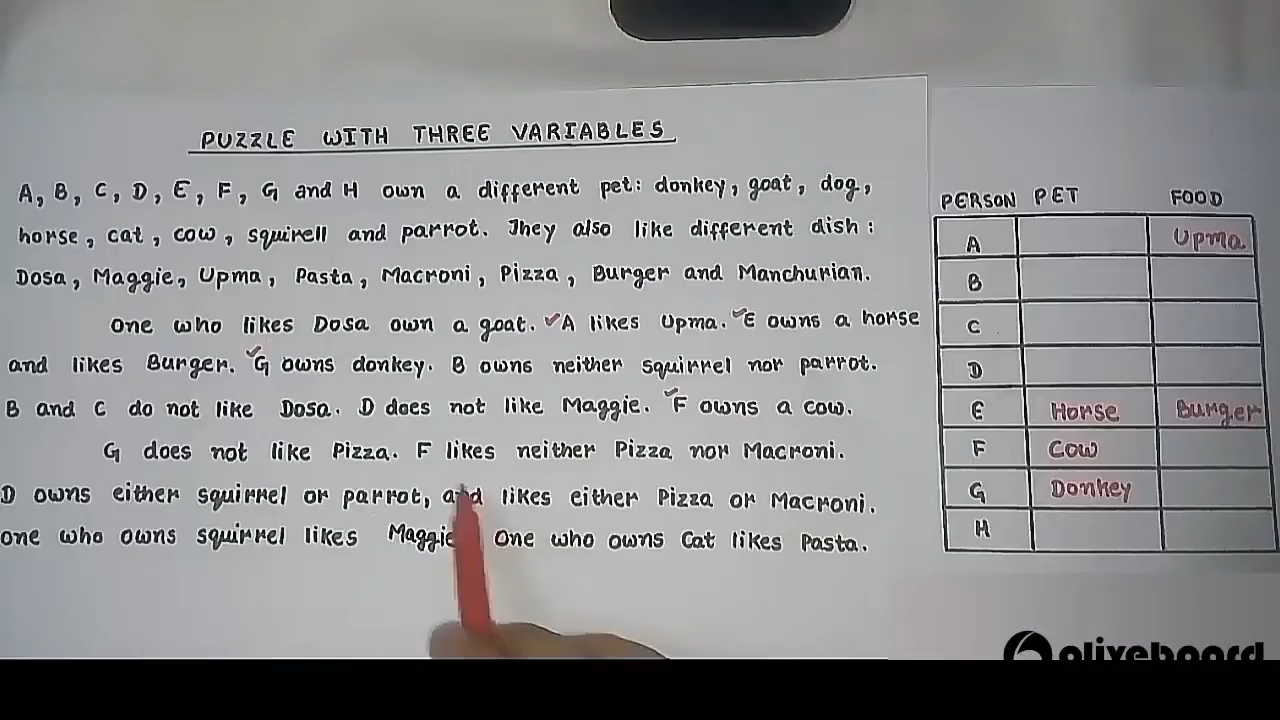 PUZZLE WITH THREE VARIABLES
A, B, C, D, E, F, G and H own a different pet: donkey, goat, dog,
horse, cat, cow, squirell and parrot. They also like different dish:
Dosa, Maggie, Upma, Pasta, Macroni, Pizza, Burger and Manchurian.
One who likes Dosa own a goat. ✓A likes Upma. ✓E owns a horse
and likes Burger. ✓G owns donkey. B owns neither squirrel nor parrot.
B and C do not like Dosa. D does not like Maggie. ✓F owns a cow.
G does not like Pizza. F likes neither Pizza nor Macroni.
D owns either squirrel or parrot, and likes either Pizza or Macroni.
one who owns squirrel likes Maggie One who owns Cat likes Pasta.
PERSON PET FOOD
A Upma
B
C
D
E Horse Burger
F Cow
G Donkey
H
oliveboard